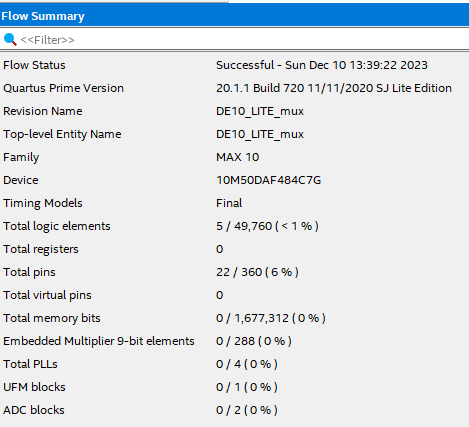 Flow Summary
<<Filter>>
Flow Status Successful - Sun Dec 10 13:39:22 2023
Quartus Prime Version 20.1.1 Build 720 11/11/2020 SJ Lite Edition
Revision Name DE10_LITE_mux
Top-level Entity Name DE10_LITE_mux
Family MAX 10
Device 10M50DAF484C7G
Timing Models Final
Total logic elements 5 / 49,760 ( < 1 % )
Total registers 0
Total pins 22 / 360 ( 6 % )
Total virtual pins 0
Total memory bits 0 / 1,677,312 ( 0 % )
Embedded Multiplier 9-bit elements 0 / 288 ( 0 % )
Total PLLs 0 / 4 ( 0 % )
UFM blocks 0 / 1 ( 0 % )
ADC blocks 0 / 2 ( 0 % )